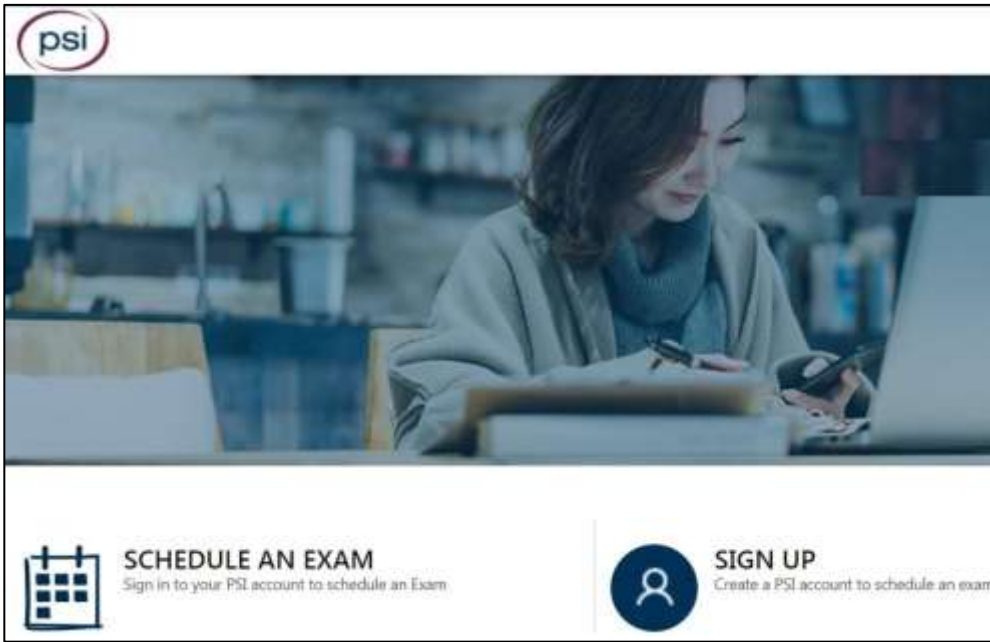 psi
SCHEDULE AN EXAM
Sign in to your PSI account to schedule an Exam
SIGN UP
Create a PSI account to schedule an exam